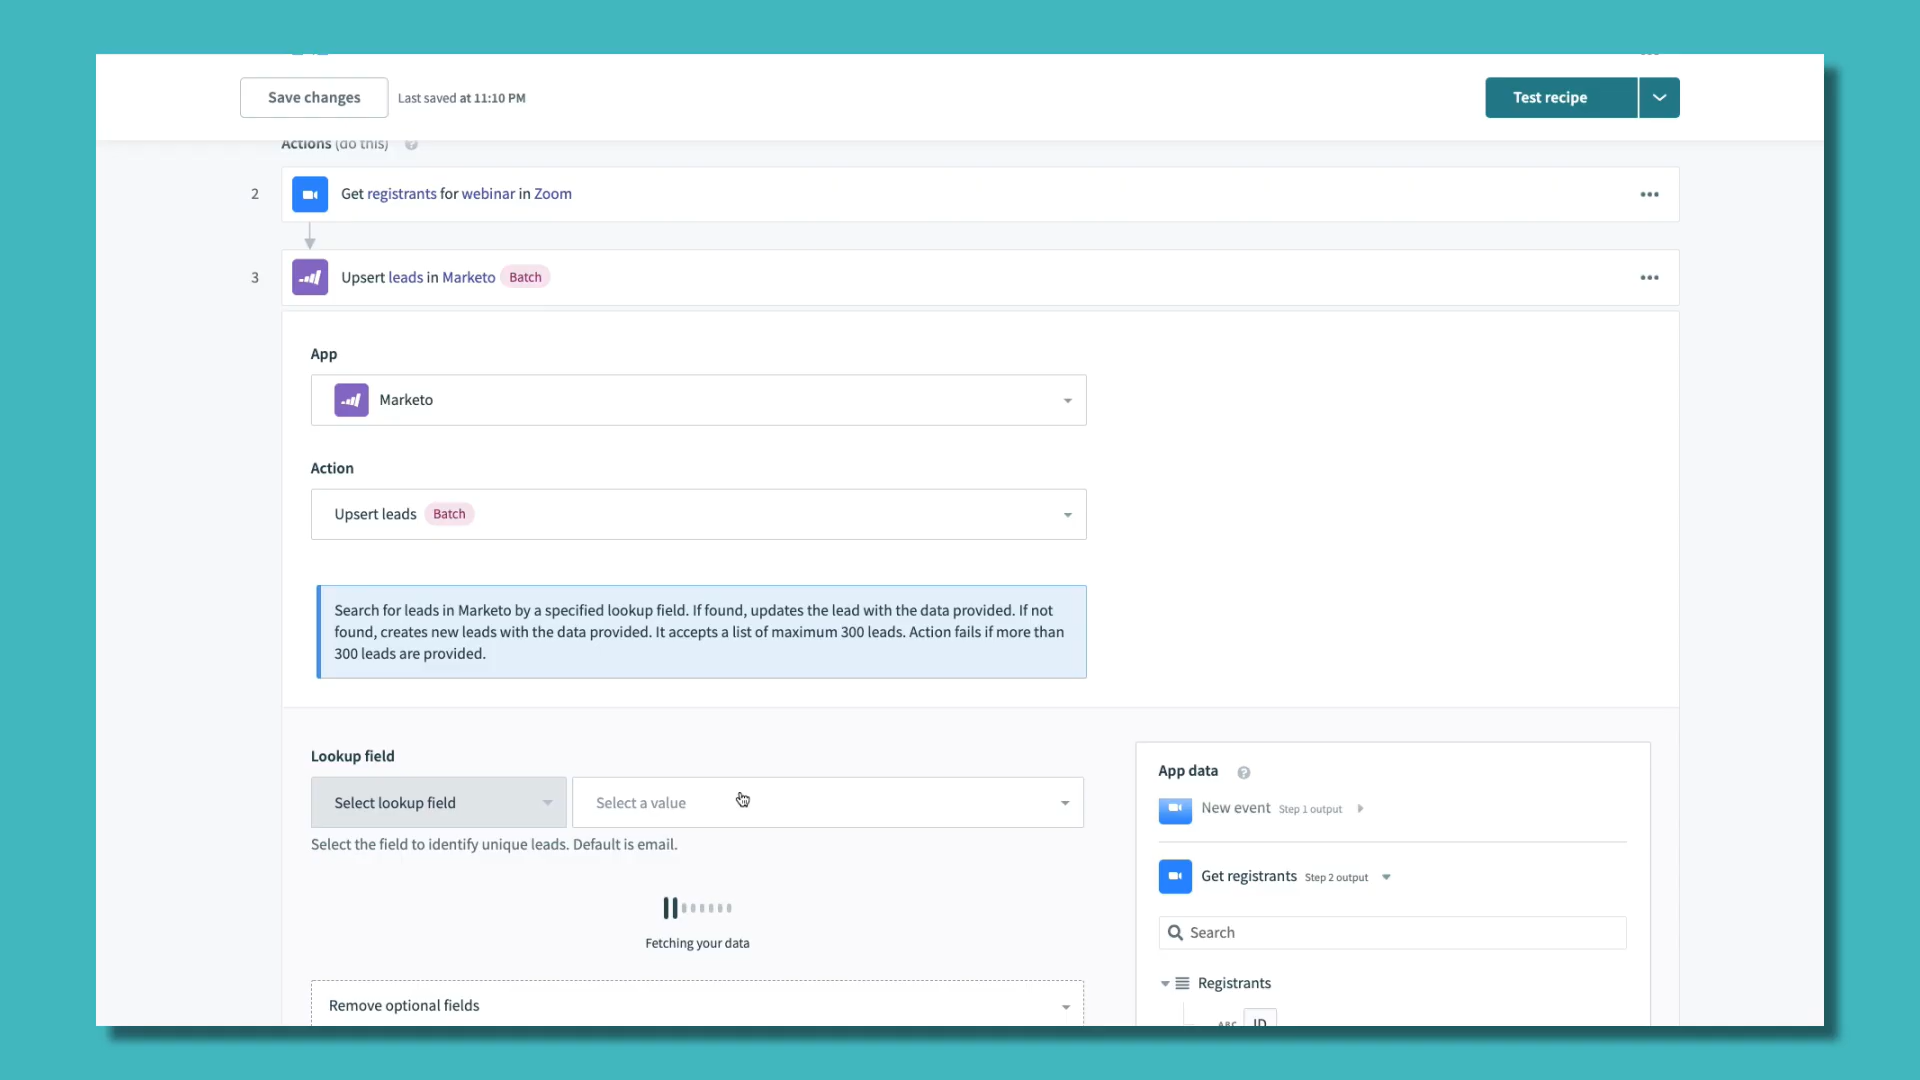 Save changes
Last saved at 11:10 PM
Test recipe
Actions (do this)
2
Get registrants for webinar in Zoom
3
Upsert leads in Marketo Batch
App
Marketo
Action
Upsert leads Batch
Search for leads in Marketo by a specified lookup field. If found, updates the lead with the data provided. If not
found, creates new leads with the data provided. It accepts a list of maximum 300 leads. Action fails if more than
300 leads are provided.
Lookup field
Select lookup field
Select a value
Select the field to identify unique leads. Default is email.
Fetching your data
Remove optional fields
App data
New event Step 1 output
Get registrants Step 2 output
Search
Registrants
ABC ID